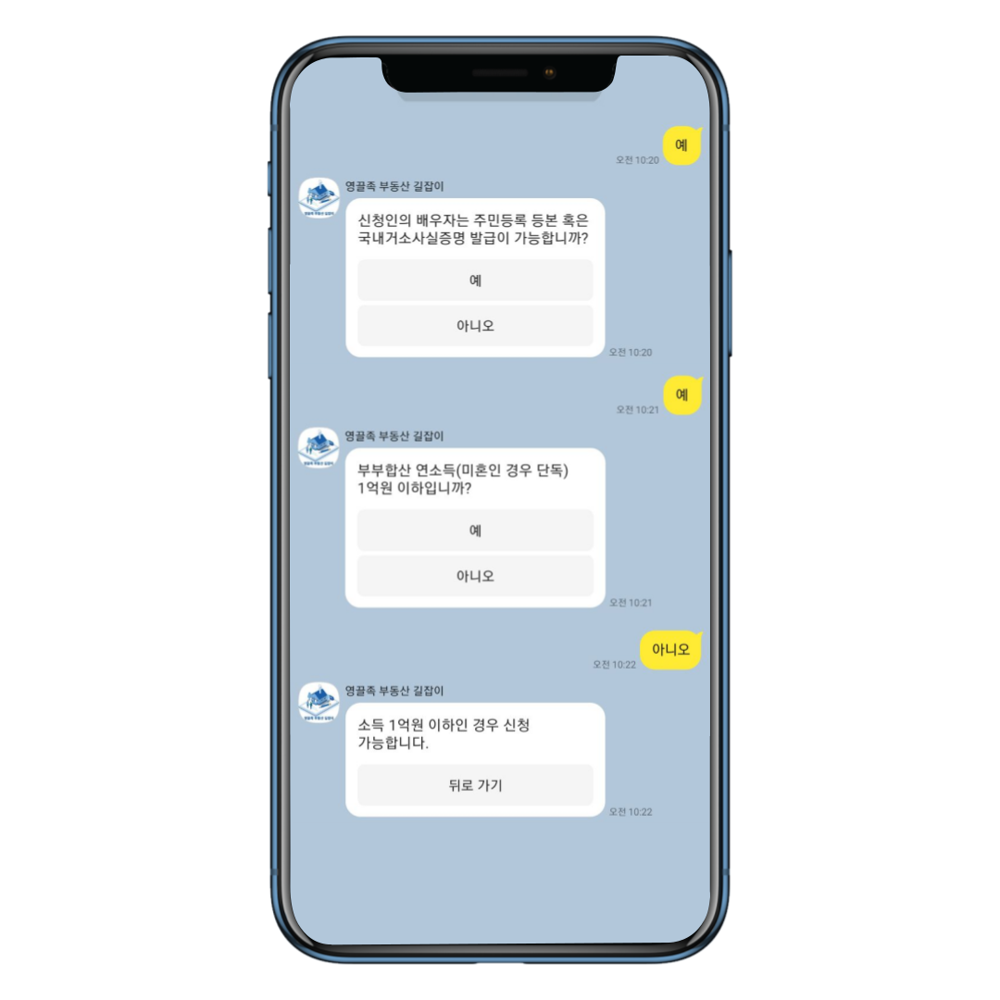 예
오전 10:20
영끌족 부동산 길잡이
신청인의 배우자는 주민등록 등본 혹은
국내거소사실증명 발급이 가능합니까?
예
아니오
오전 10:20
예
오전 10:21
영끌족 부동산 길잡이
부부합산 연소득(미혼인 경우 단독)
1억원 이하입니까?
예
아니오
오전 10:21
아니오
오전 10:22
영끌족 부동산 길잡이
소득 1억원 이하인 경우 신청
가능합니다.
뒤로 가기
오전 10:22